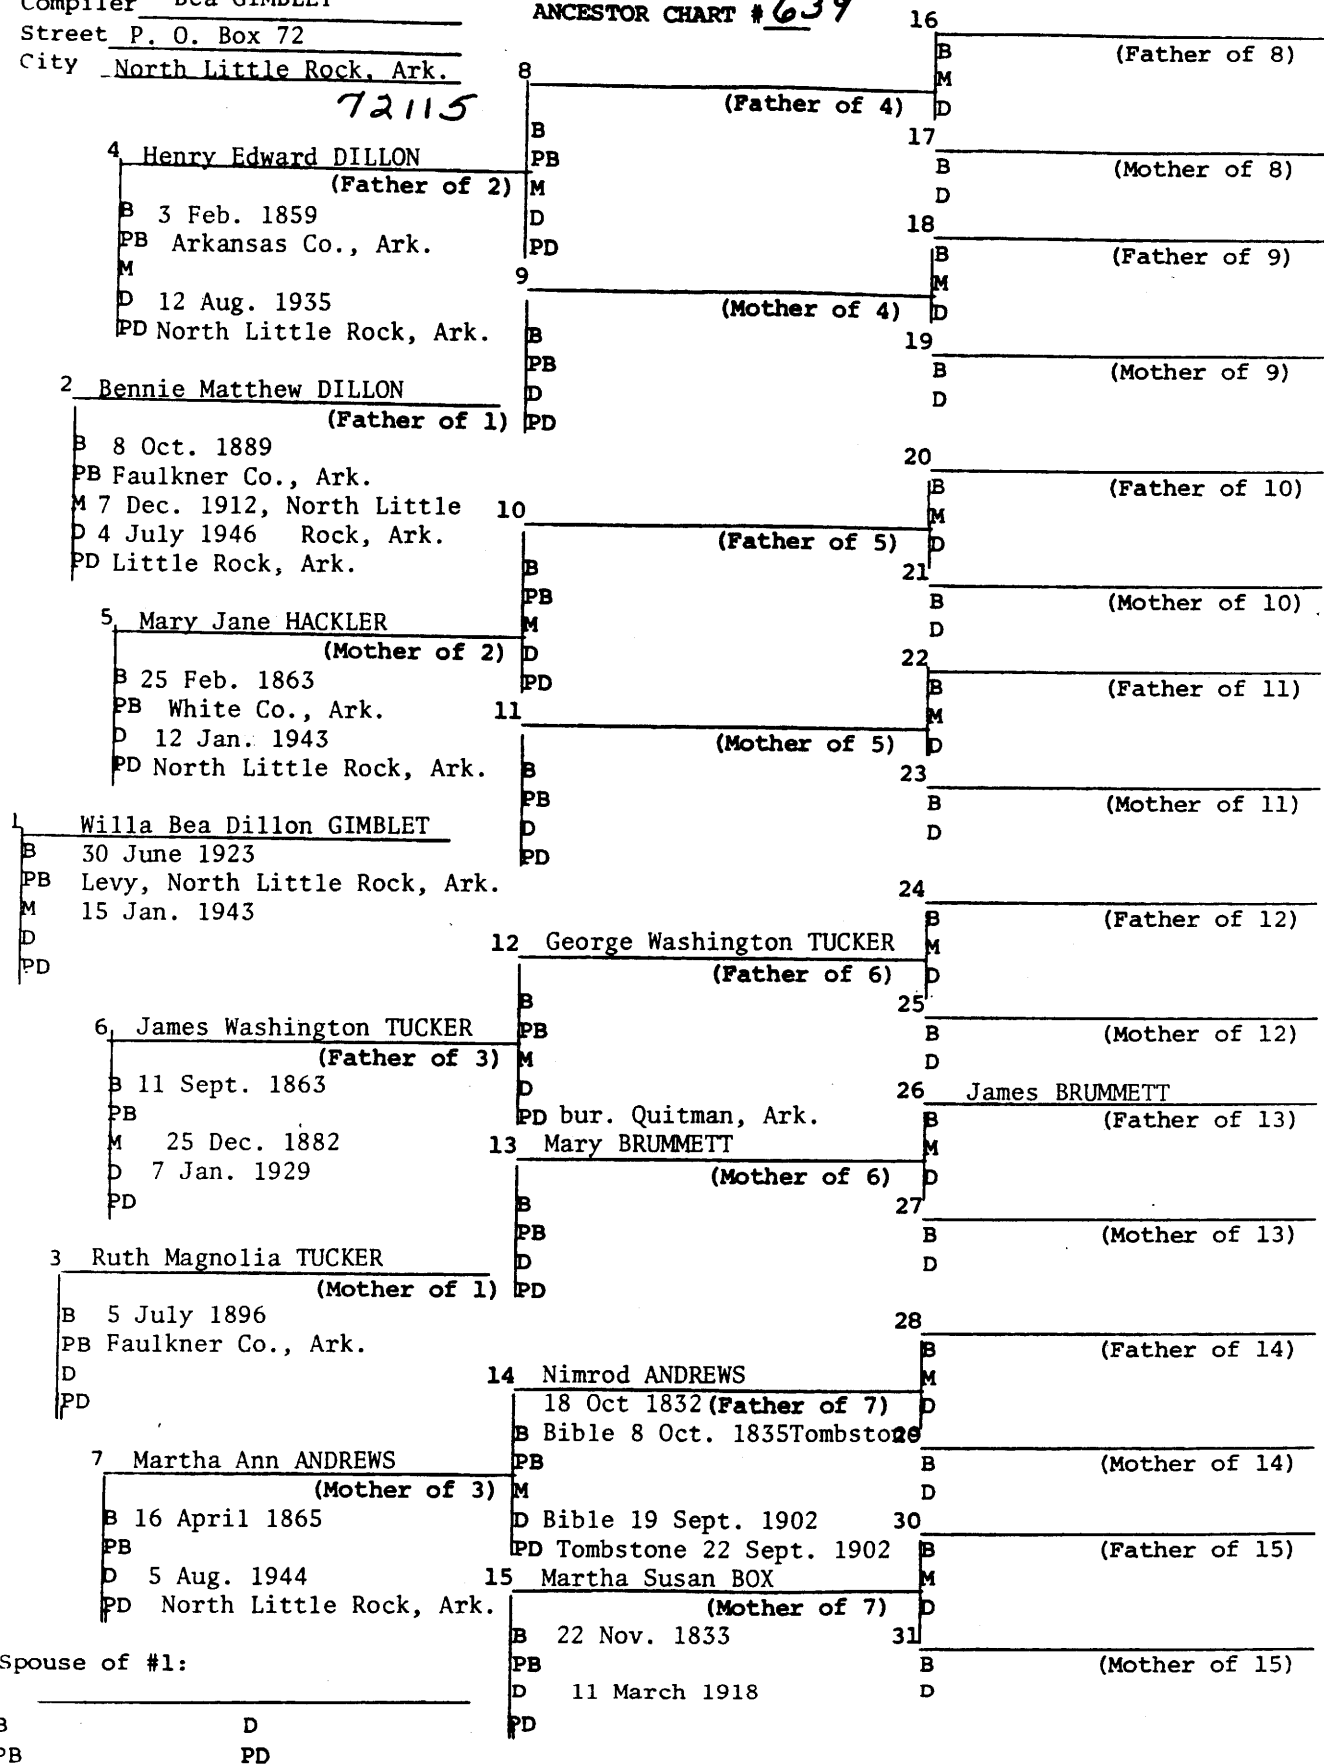 Compiler Bea GIMBLET
Street P. O. Box 72
City North Little Rock, Ark.
72115
ANCESTOR CHART # 639
1 Willa Bea Dillon GIMBLET
B 30 June 1923
PB Levy, North Little Rock, Ark.
M 15 Jan. 1943
D
PD
2 Bennie Matthew DILLON
(Father of 1)
B 8 Oct. 1889
PB Faulkner Co., Ark.
M 7 Dec. 1912, North Little
D 4 July 1946 Rock, Ark.
PD Little Rock, Ark.
3 Ruth Magnolia TUCKER
(Mother of 1)
B 5 July 1896
PB Faulkner Co., Ark.
D
PD
4 Henry Edward DILLON
(Father of 2)
B 3 Feb. 1859
PB Arkansas Co., Ark.
M
D 12 Aug. 1935
PD North Little Rock, Ark.
5 Mary Jane HACKLER
(Mother of 2)
B 25 Feb. 1863
PB White Co., Ark.
D 12 Jan. 1943
PD North Little Rock, Ark.
6 James Washington TUCKER
(Father of 3)
B 11 Sept. 1863
PB
M 25 Dec. 1882
D 7 Jan. 1929
PD
7 Martha Ann ANDREWS
(Mother of 3)
B 16 April 1865
PB
D 5 Aug. 1944
PD North Little Rock, Ark.
Spouse of #1:
B D
PB PD
8
(Father of 4)
B
PB
M
D
PD
9
(Mother of 4)
B
PB
D
PD
10
(Father of 5)
B
PB
M
D
PD
11
(Mother of 5)
B
PB
D
PD
12 George Washington TUCKER
(Father of 6)
B
PB
M
D
PD bur. Quitman, Ark.
13 Mary BRUMMETT
(Mother of 6)
B
PB
D
PD
14 Nimrod ANDREWS
18 Oct 1832 (Father of 7)
B Bible 8 Oct. 1835Tombstone
PB
M
D Bible 19 Sept. 1902
PD Tombstone 22 Sept. 1902
15 Martha Susan BOX
(Mother of 7)
B 22 Nov. 1833
PB
D 11 March 1918
PD
16
B (Father of 8)
M
D
17
B (Mother of 8)
D
18
B (Father of 9)
M
D
19
B (Mother of 9)
D
20
B (Father of 10)
M
D
21
B (Mother of 10)
D
22
B (Father of 11)
M
D
23
B (Mother of 11)
D
24
B (Father of 12)
M
D
25
B (Mother of 12)
D
26 James BRUMMETT
B (Father of 13)
M
D
27
B (Mother of 13)
D
28
B (Father of 14)
M
D
29
B (Mother of 14)
D
30
B (Father of 15)
M
D
31
B (Mother of 15)
D